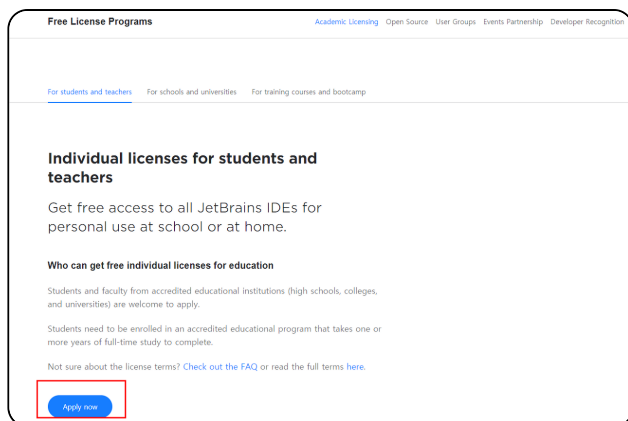 Free License Programs
Academic Licensing Open Source User Groups Events Partnership Developer Recognition
For students and teachers For schools and universities For training courses and bootcamp
Individual licenses for students and
teachers
Get free access to all JetBrains IDEs for
personal use at school or at home.
Who can get free individual licenses for education
Students and faculty from accredited educational institutions (high schools, colleges,
and universities) are welcome to apply.
Students need to be enrolled in an accredited educational program that takes one or
more years of full-time study to complete.
Not sure about the license terms? Check out the FAQ or read the full terms here.
Apply now